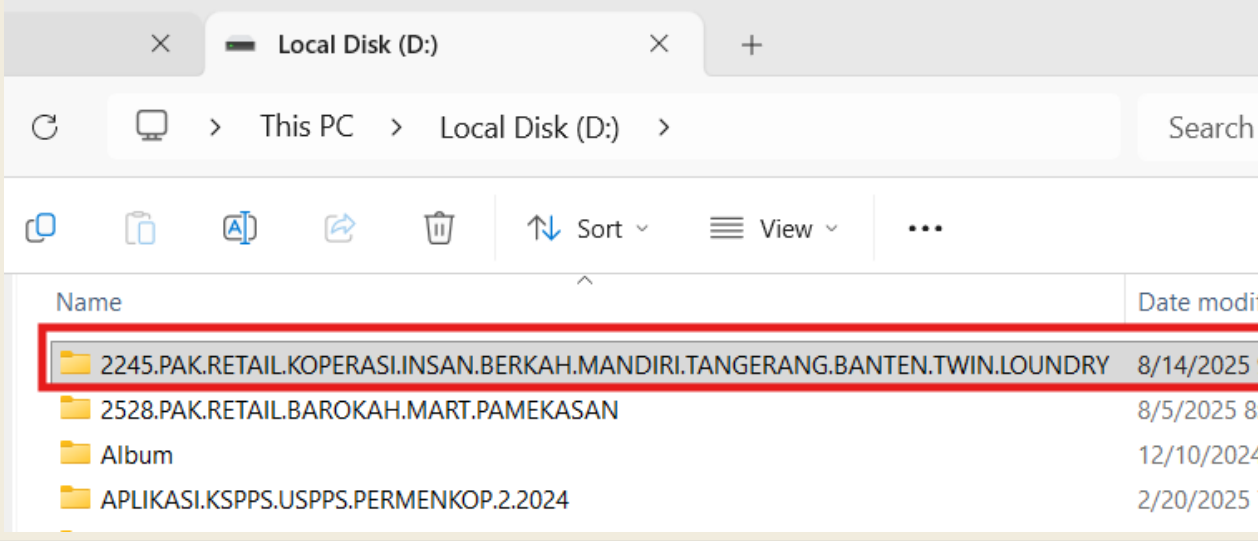 Local Disk (D:)
This PC > Local Disk (D:) >
Search
Sort
View
Name
Date modif
2245.PAK.RETAIL.KOPERASI.INSAN.BERKAH.MANDIRI.TANGERANG.BANTEN.TWIN.LOUNDRY 8/14/2025
2528.PAK.RETAIL.BAROKAH.MART.PAMEKASAN 8/5/2025 8
Album 12/10/2024
APLIKASI.KSPPS.USPPS.PERMENKOP.2.2024 2/20/2025